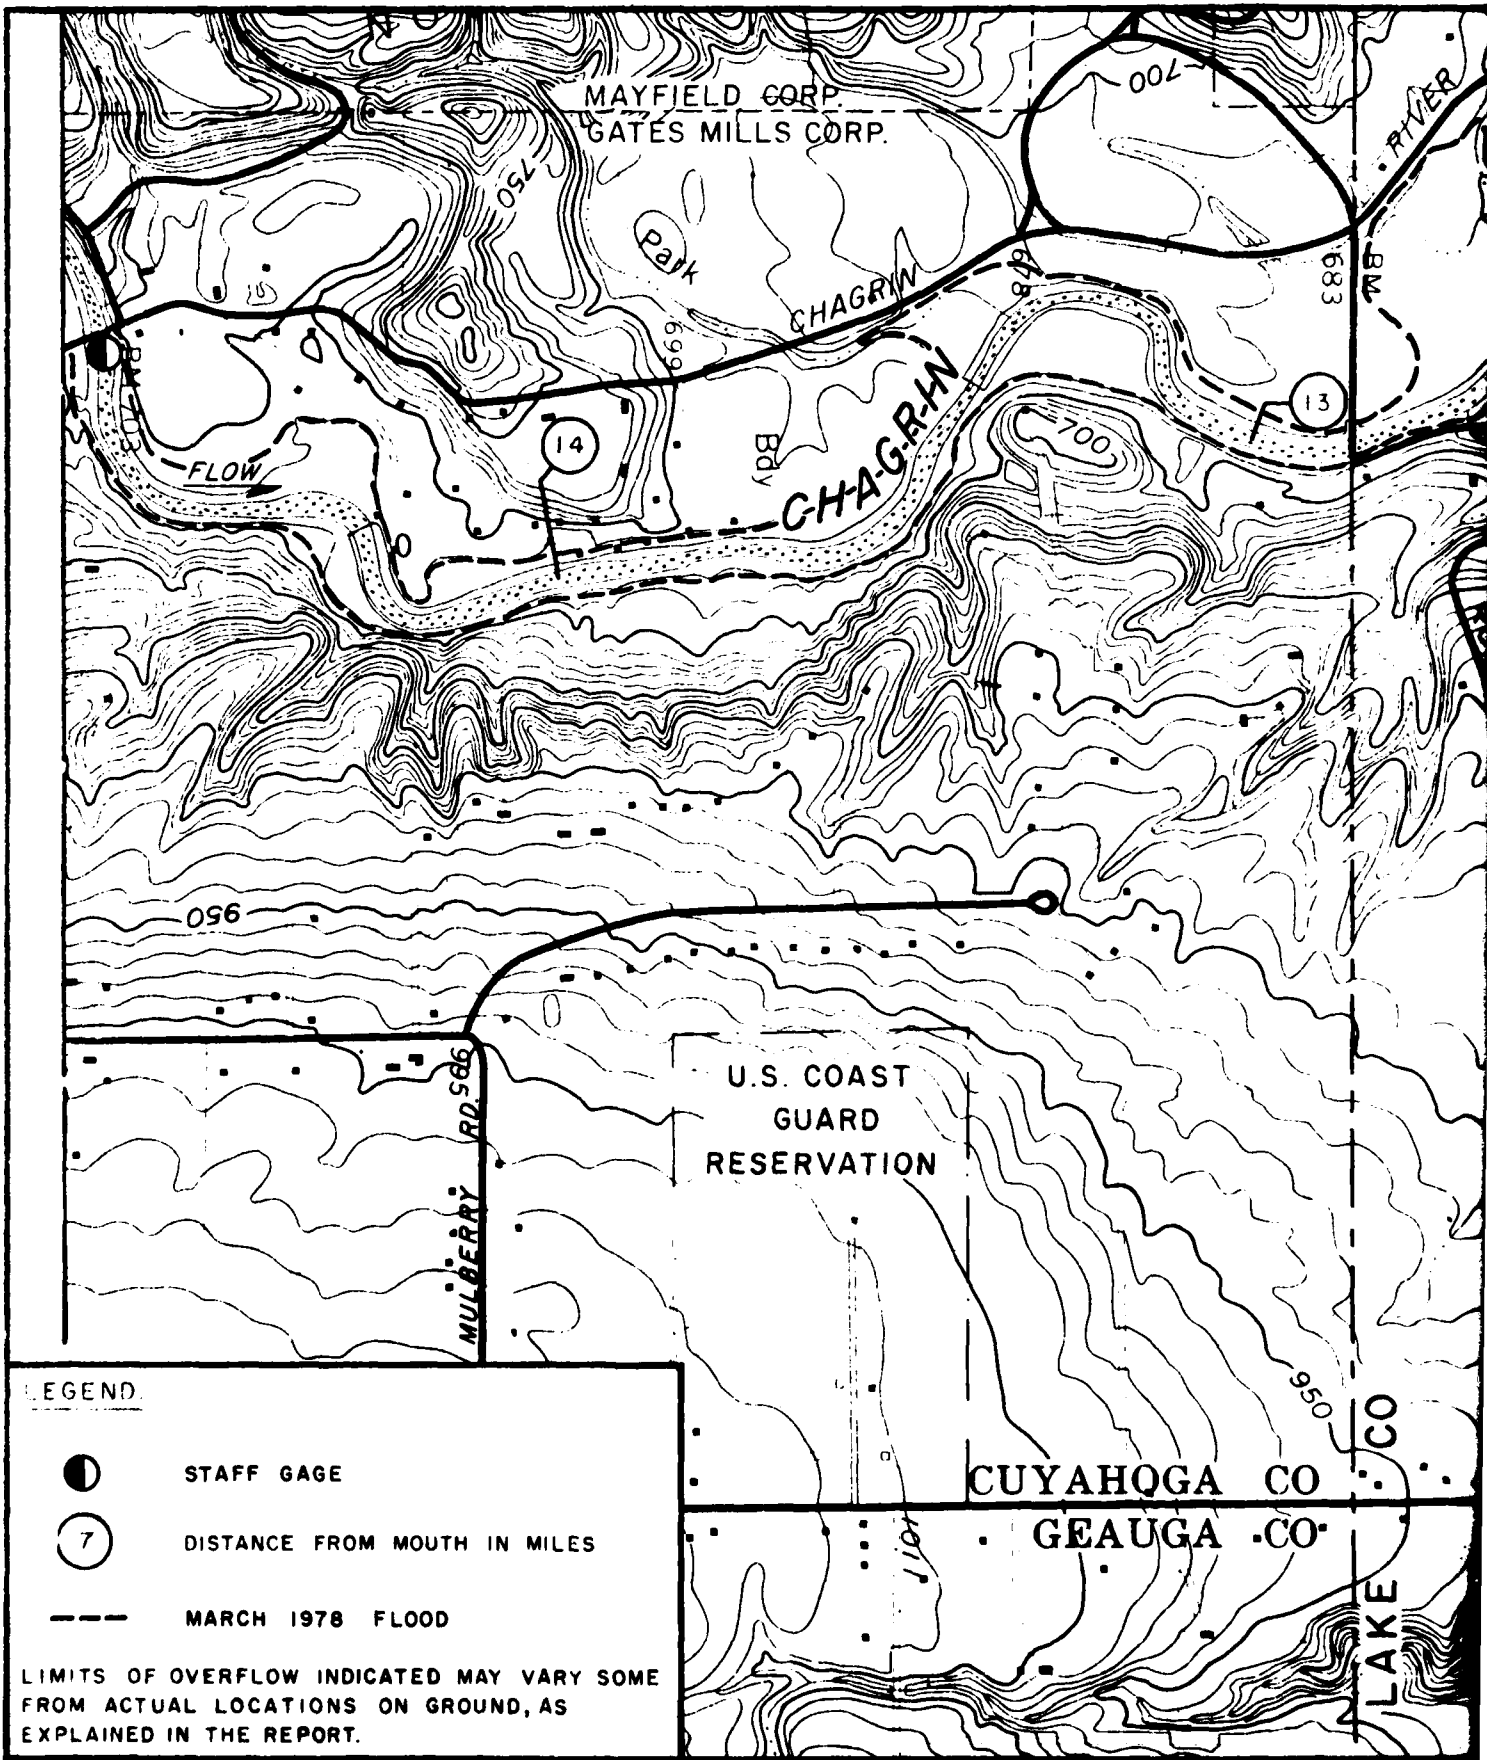 MAYFIELD CORP.
GATES MILLS CORP.
700
RIVER
750
Park
CHAGRIN
678
683
BM
699
13
14
Bdy
C-H-A-G-R-I-N
700
FLOW
950
995
MULBERRY RD.
U.S. COAST
GUARD
RESERVATION
950
CUYAHOGA CO
GEAUGA CO
LAKE CO
1011
LEGEND
STAFF GAGE
7
DISTANCE FROM MOUTH IN MILES
MARCH 1978 FLOOD
LIMITS OF OVERFLOW INDICATED MAY VARY SOME
FROM ACTUAL LOCATIONS ON GROUND, AS
EXPLAINED IN THE REPORT.